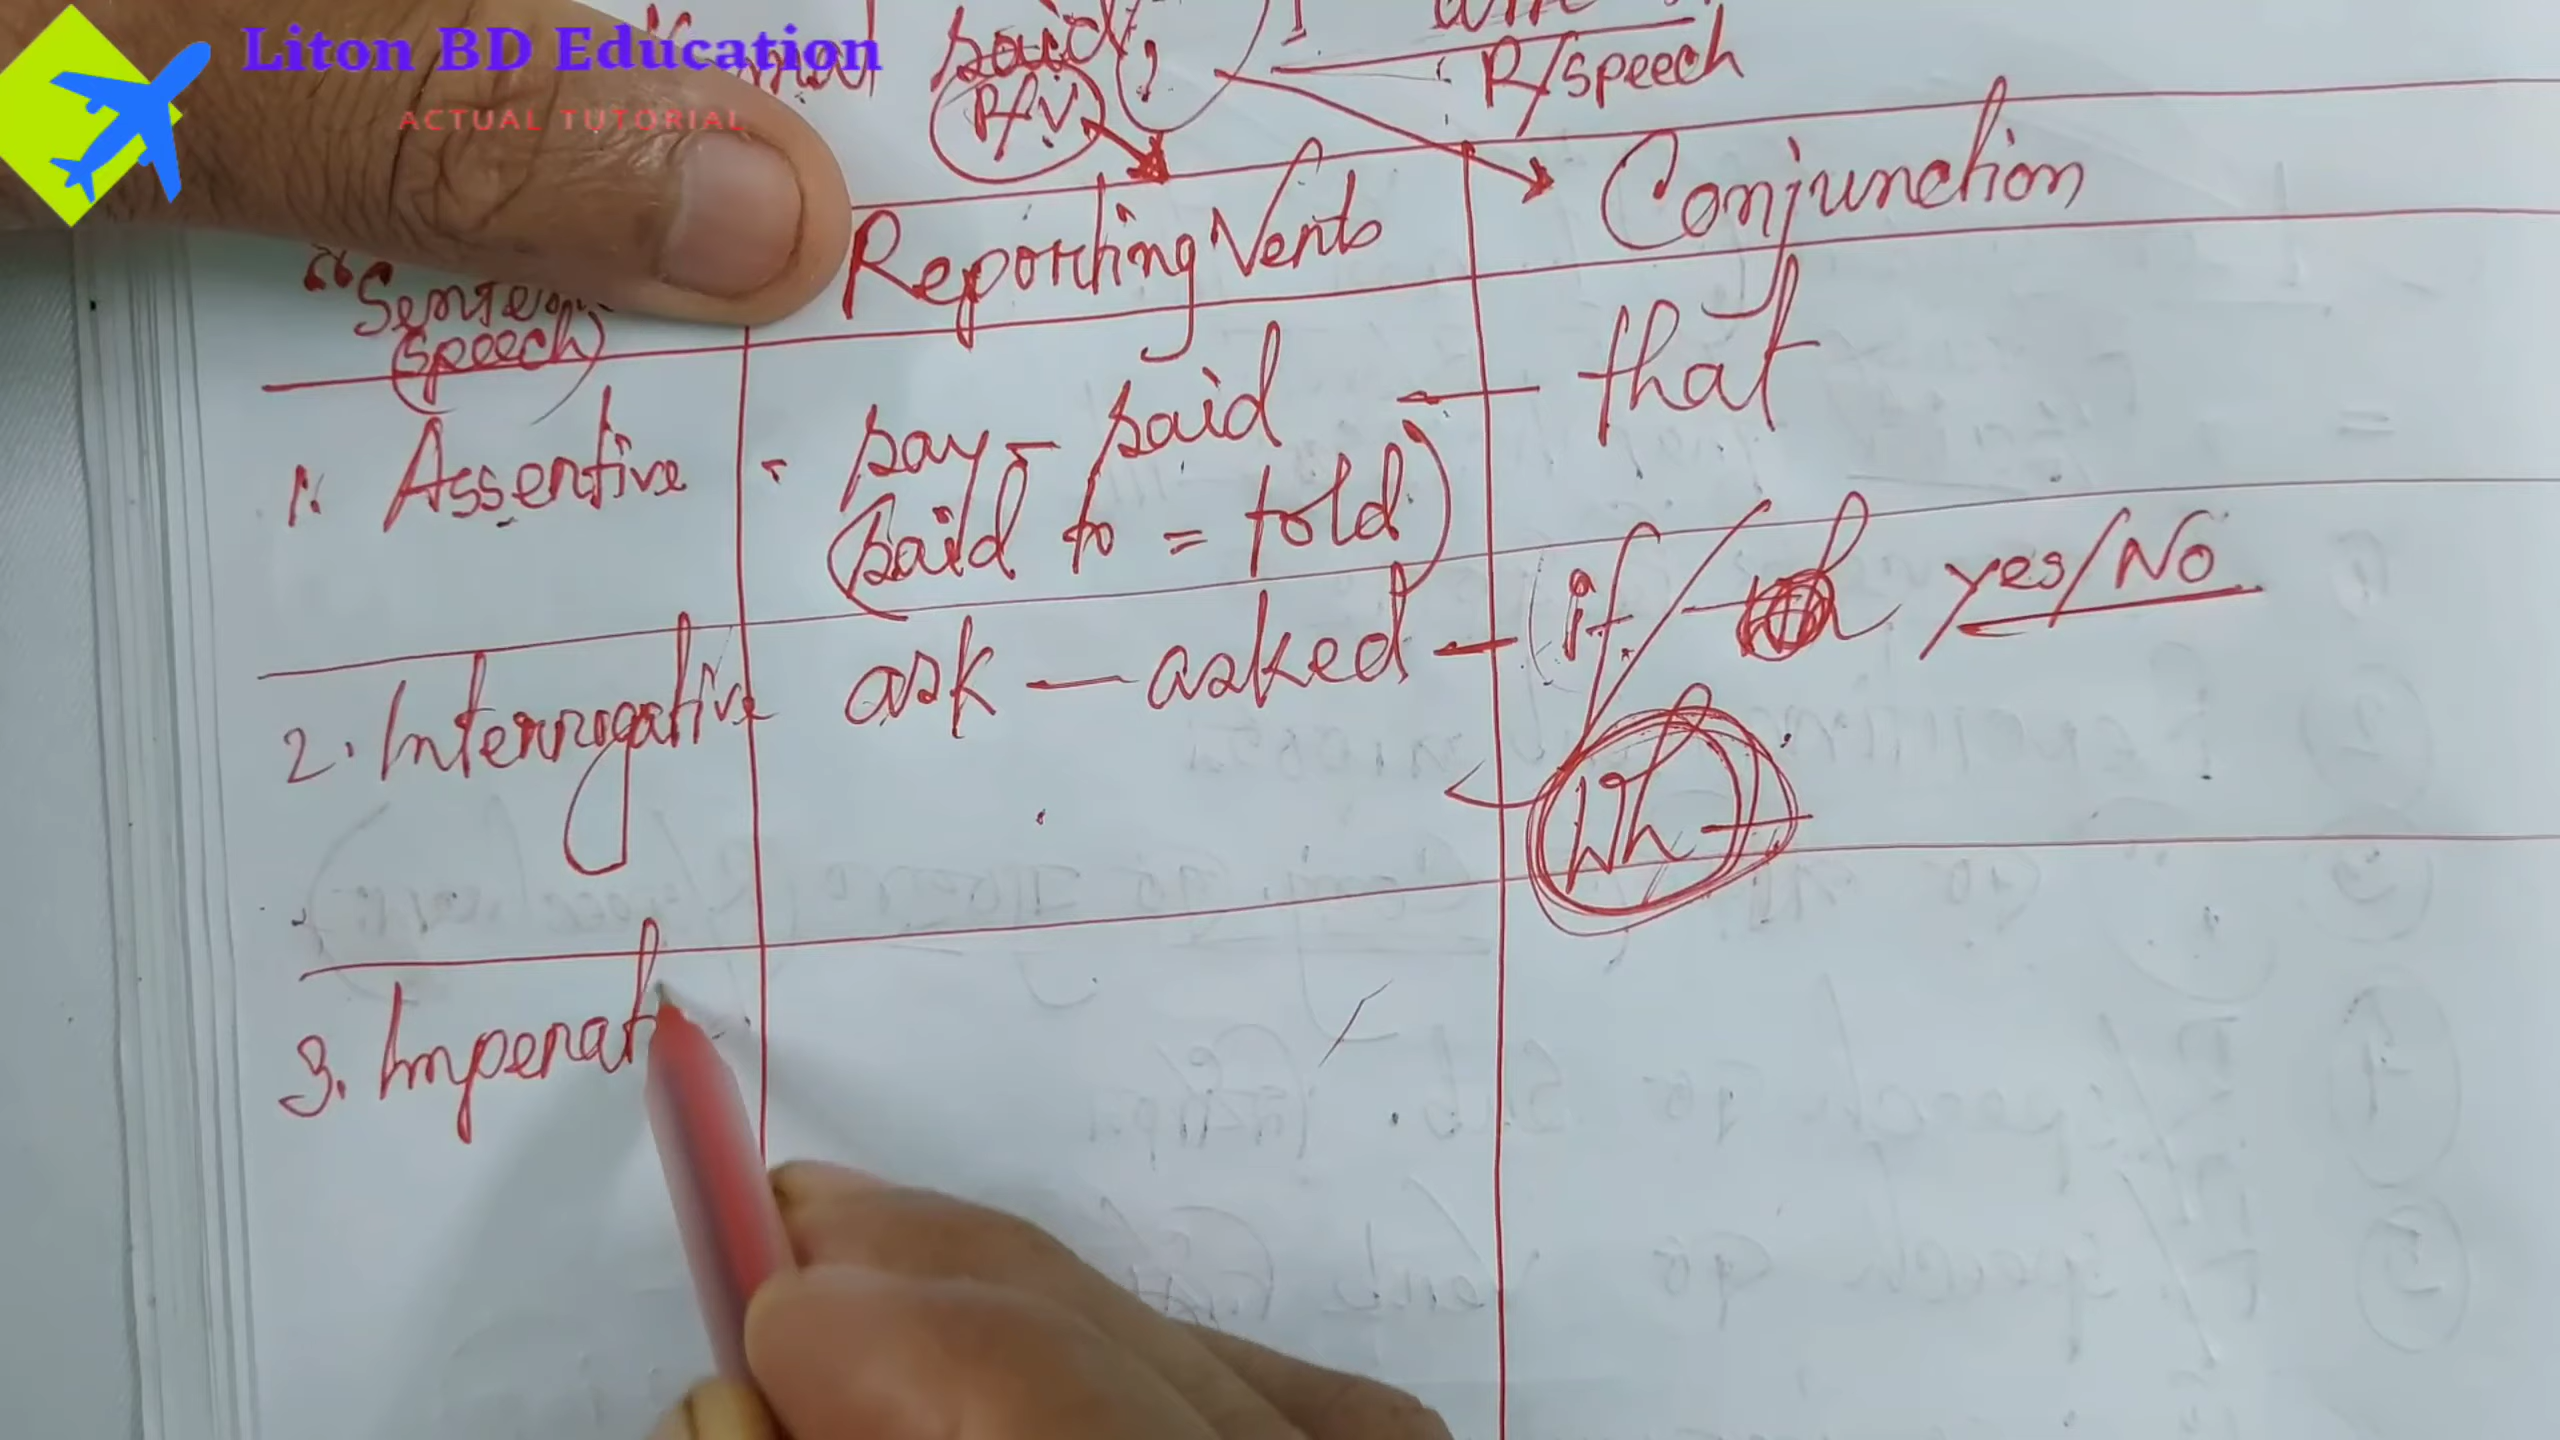 Liton BD Education
ACTUAL TUTORIAL
said,
R/V
R/speech
Reporting Verb
Conjunction
(speech)
1. Assertive - say - said - that
(said to = told)
2. Interrogative ask - asked - (if/ yes/No
Wh -
3. Imperat